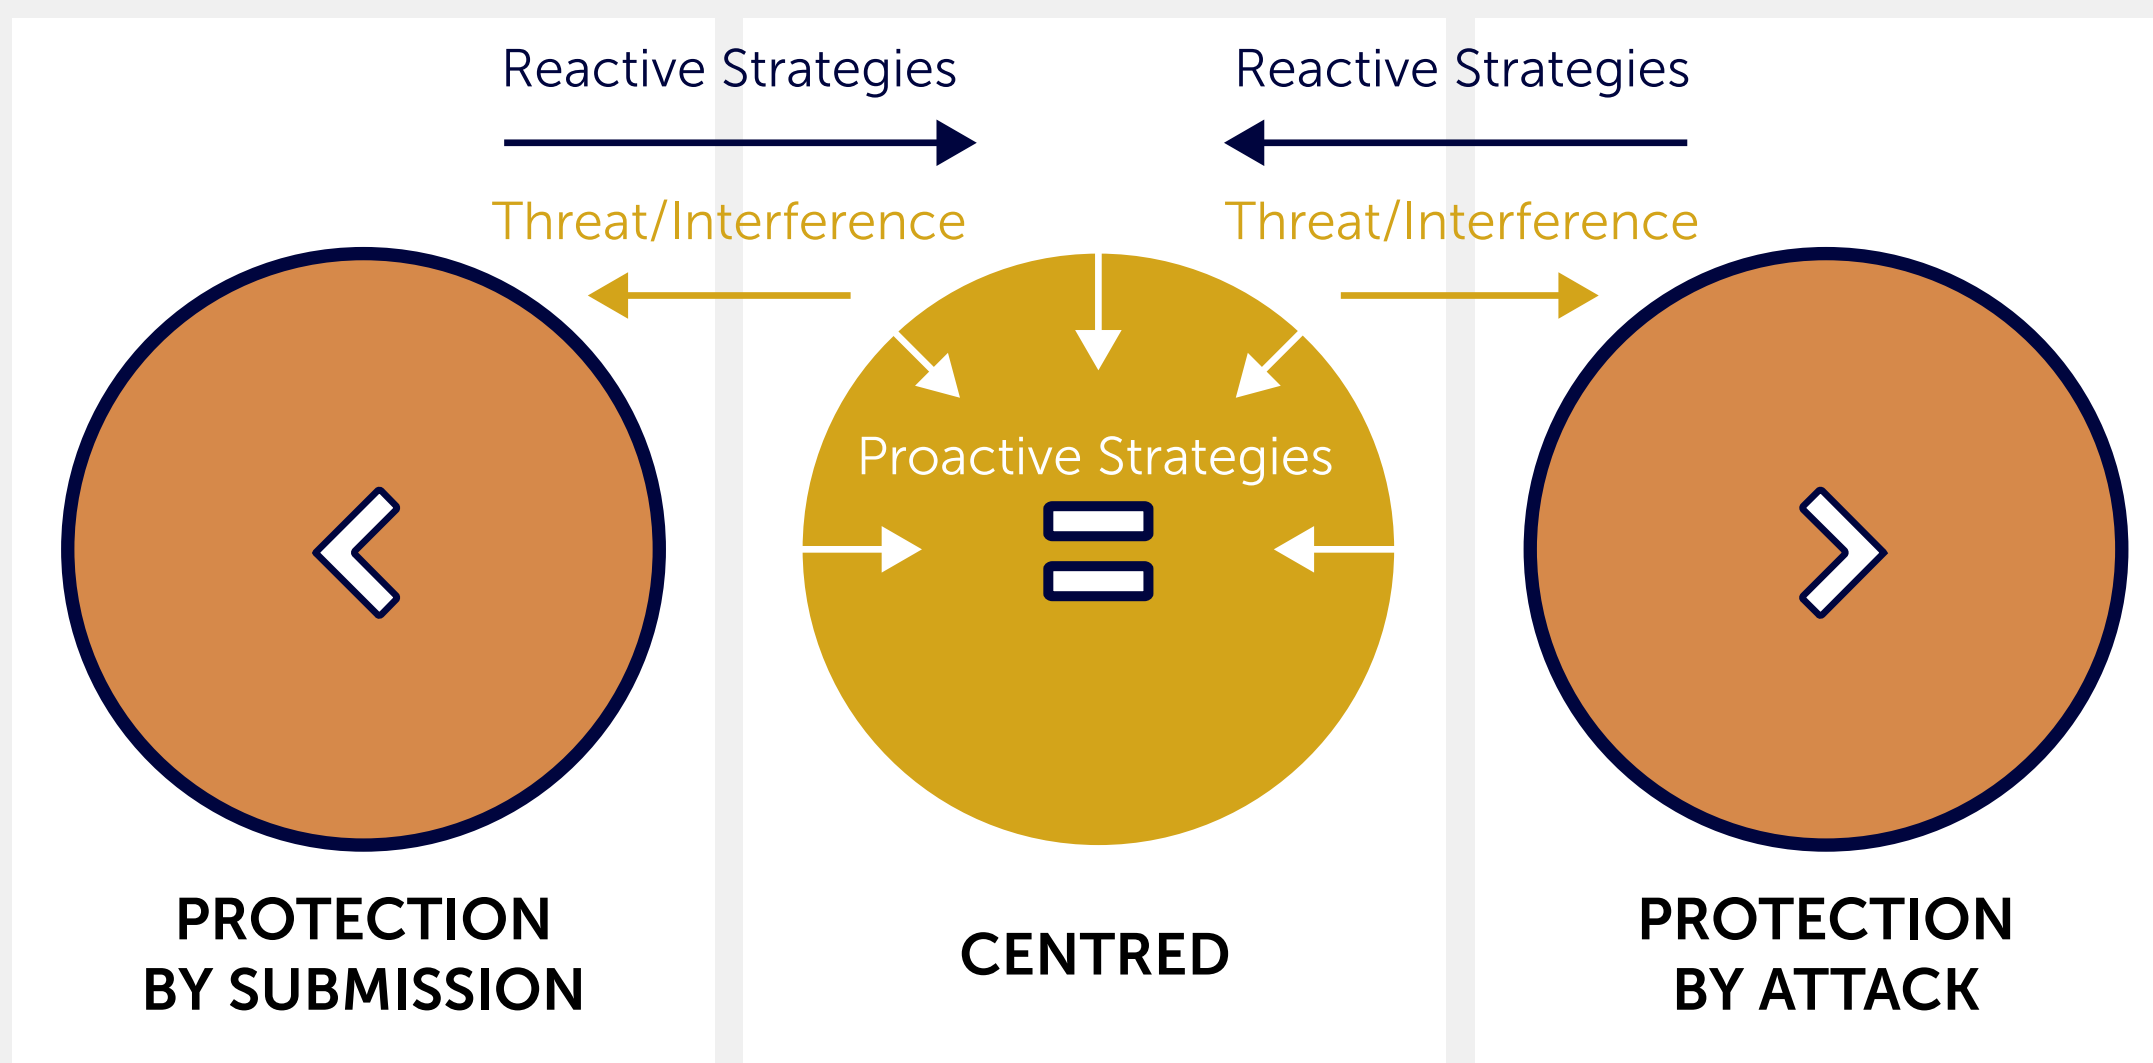 Reactive Strategies
Reactive Strategies
Threat/Interference
Threat/Interference
Proactive Strategies
<
=
>
PROTECTION
BY SUBMISSION
CENTRED
PROTECTION
BY ATTACK